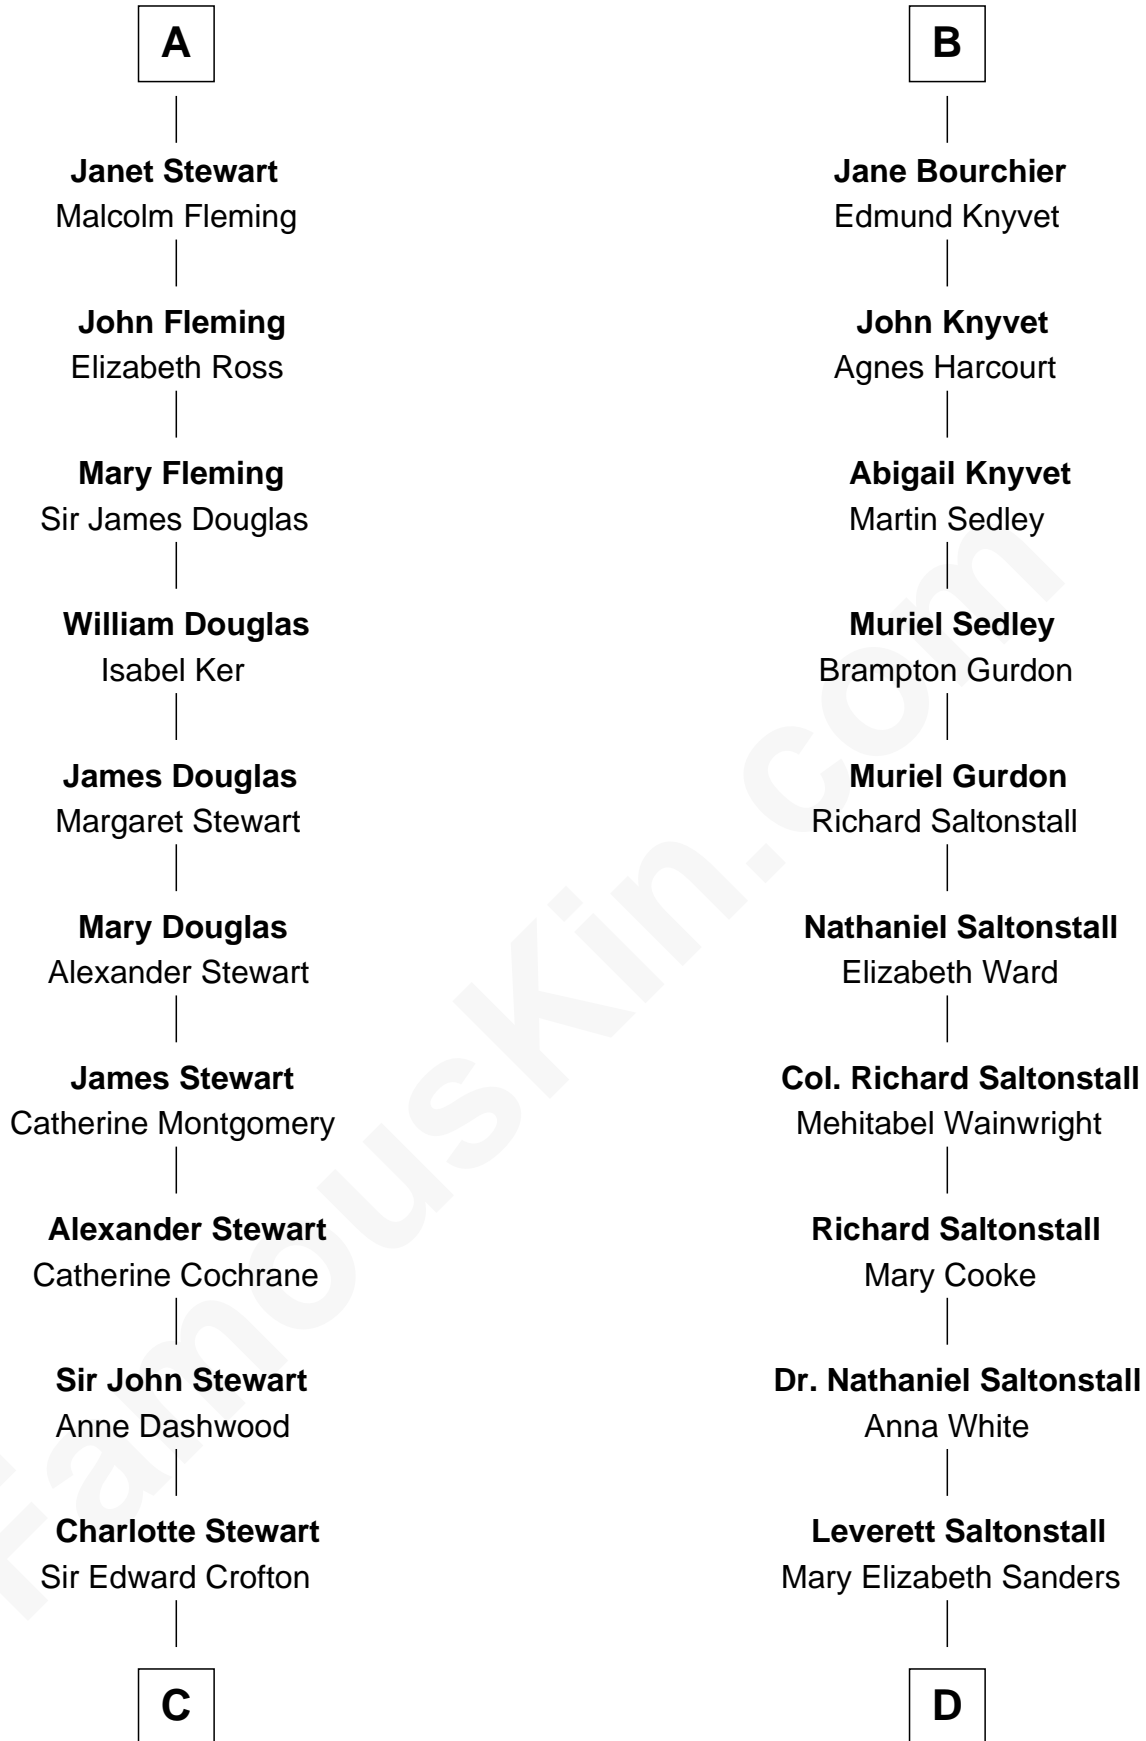 A
Janet Stewart
Malcolm Fleming
John Fleming
Elizabeth Ross
Mary Fleming
Sir James Douglas
William Douglas
Isabel Ker
James Douglas
Margaret Stewart
Mary Douglas
Alexander Stewart
James Stewart
Catherine Montgomery
Alexander Stewart
Catherine Cochrane
Sir John Stewart
Anne Dashwood
Charlotte Stewart
Sir Edward Crofton
C
B
Jane Bourchier
Edmund Knyvet
John Knyvet
Agnes Harcourt
Abigail Knyvet
Martin Sedley
Muriel Sedley
Brampton Gurdon
Muriel Gurdon
Richard Saltonstall
Nathaniel Saltonstall
Elizabeth Ward
Col. Richard Saltonstall
Mehitabel Wainwright
Richard Saltonstall
Mary Cooke
Dr. Nathaniel Saltonstall
Anna White
Leverett Saltonstall
Mary Elizabeth Sanders
D
FamousKin.com